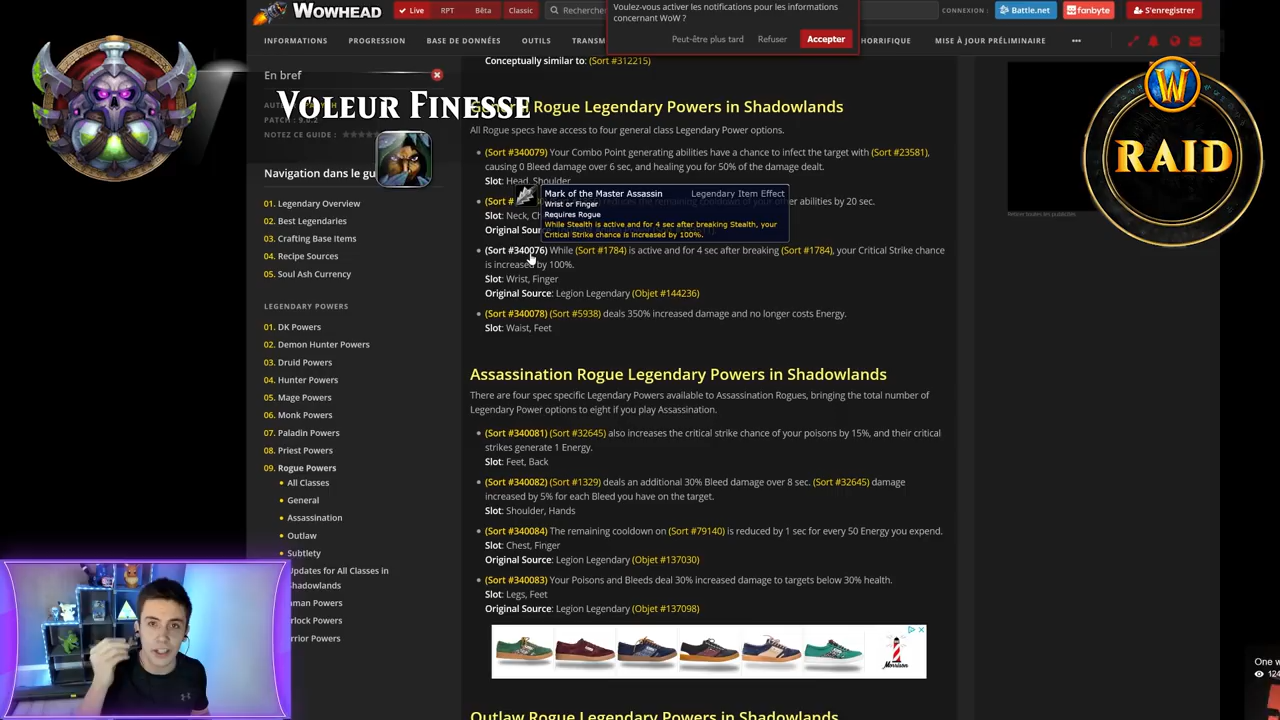 WOWHEAD
Live
RPT
Bêta
Classic
Voulez-vous activer les notifications pour les informations
concernant WoW ?
Peut-être plus tard
Refuser
Accepter
CONNEXION :
Battle.net
fanbyte
S'enregistrer
INFORMATIONS
PROGRESSION
BASE DE DONNÉES
OUTILS
MISE À JOUR PRÉLIMINAIRE
En bref
NOTEZ CE GUIDE :
VOLEUR FINESSE
Navigation dans le gu
01. Legendary Overview
02. Best Legendaries
03. Crafting Base Items
04. Recipe Sources
05. Soul Ash Currency
LEGENDARY POWERS
01. DK Powers
02. Demon Hunter Powers
03. Druid Powers
04. Hunter Powers
05. Mage Powers
06. Monk Powers
07. Paladin Powers
08. Priest Powers
09. Rogue Powers
All Classes
General
Assassination
Outlaw
Subtlety
pdates for All Classes in
hadowlands
aman Powers
rlock Powers
rrior Powers
Conceptually similar to: (Sort #312215)
Rogue Legendary Powers in Shadowlands
All Rogue specs have access to four general class Legendary Power options.
(Sort #340079) Your Combo Point generating abilities have a chance to infect the target with (Sort #23581),
causing 0 Bleed damage over 6 sec, and healing you for 50% of the damage dealt.
Slot: Head, Shoulder
Mark of the Master Assassin
Legendary Item Effect
Wrist or Finger
Requires Rogue
While Stealth is active and for 4 sec after breaking Stealth, your
Critical Strike chance is increased by 100%.
abilities by 20 sec.
(Sort #340076) While (Sort #1784) is active and for 4 sec after breaking (Sort #1784), your Critical Strike chance
is increased by 100%.
Slot: Wrist, Finger
Original Source: Legion Legendary (Objet #144236)
(Sort #340078) (Sort #5938) deals 350% increased damage and no longer costs Energy.
Slot: Waist, Feet
Assassination Rogue Legendary Powers in Shadowlands
There are four spec specific Legendary Powers available to Assassination Rogues, bringing the total number of
Legendary Power options to eight if you play Assassination.
(Sort #340081) (Sort #32645) also increases the critical strike chance of your poisons by 15%, and their critical
strikes generate 1 Energy.
Slot: Feet, Back
(Sort #340082) (Sort #1329) deals an additional 30% Bleed damage over 8 sec. (Sort #32645) damage
increased by 5% for each Bleed you have on the target.
Slot: Shoulder, Hands
(Sort #340084) The remaining cooldown on (Sort #79140) is reduced by 1 sec for every 50 Energy you expend.
Slot: Chest, Finger
Original Source: Legion Legendary (Objet #137030)
(Sort #340083) Your Poisons and Bleeds deal 30% increased damage to targets below 30% health.
Slot: Legs, Feet
Original Source: Legion Legendary (Objet #137098)
Morrison
Outlaw Rogue Legendary Powers in Shadowlands
W
RAID
One w